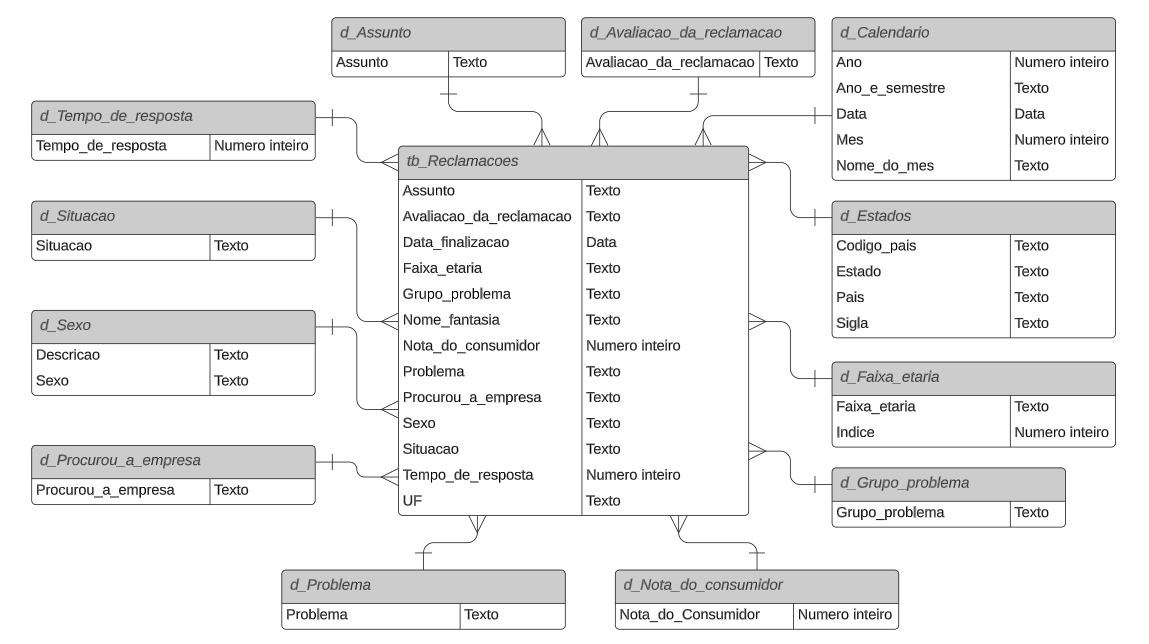 d_Assunto
Assunto Texto
d_Avaliacao_da_reclamacao
Avaliacao_da_reclamacao Texto
d_Calendario
Ano Numero inteiro
Ano_e_semestre Texto
Data Data
Mes Numero inteiro
Nome_do_mes Texto
d_Tempo_de_resposta
Tempo_de_resposta Numero inteiro
d_Situacao
Situacao Texto
d_Sexo
Descricao Texto
Sexo Texto
d_Procurou_a_empresa
Procurou_a_empresa Texto
tb_Reclamacoes
Assunto Texto
Avaliacao_da_reclamacao Texto
Data_finalizacao Data
Faixa_etaria Texto
Grupo_problema Texto
Nome_fantasia Texto
Nota_do_consumidor Numero inteiro
Problema Texto
Procurou_a_empresa Texto
Sexo Texto
Situacao Texto
Tempo_de_resposta Numero inteiro
UF Texto
d_Estados
Codigo_pais Texto
Estado Texto
Pais Texto
Sigla Texto
d_Faixa_etaria
Faixa_etaria Texto
Indice Numero inteiro
d_Grupo_problema
Grupo_problema Texto
d_Problema
Problema Texto
d_Nota_do_consumidor
Nota_do_Consumidor Numero inteiro